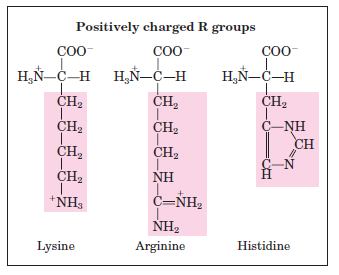 Positively charged R groups
COO⁻ COO⁻ COO⁻
H₃N⁺—C—H H₃N⁺—C—H H₃N⁺—C—H
CH₂ CH₂ CH₂
CH₂ CH₂ C—NH
CH₂ CH₂ CH
CH₂ NH C—N
H
⁺NH₃ C=N⁺H₂
NH₂
Lysine Arginine Histidine